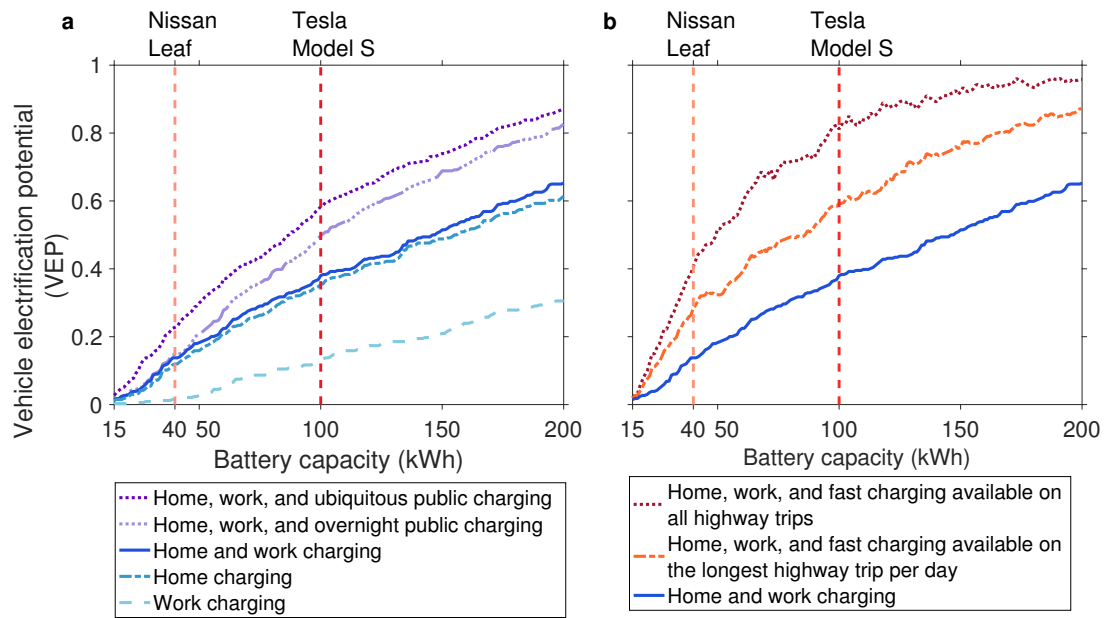 a
Nissan
Leaf
Tesla
Model S
Vehicle electrification potential
(VEP)
1
0.8
0.6
0.4
0.2
0
15
40
50
100
150
200
Battery capacity (kWh)
Home, work, and ubiquitous public charging
Home, work, and overnight public charging
Home and work charging
Home charging
Work charging
b
Nissan
Leaf
Tesla
Model S
15
40
50
100
150
200
Battery capacity (kWh)
Home, work, and fast charging available on
all highway trips
Home, work, and fast charging available on
the longest highway trip per day
Home and work charging